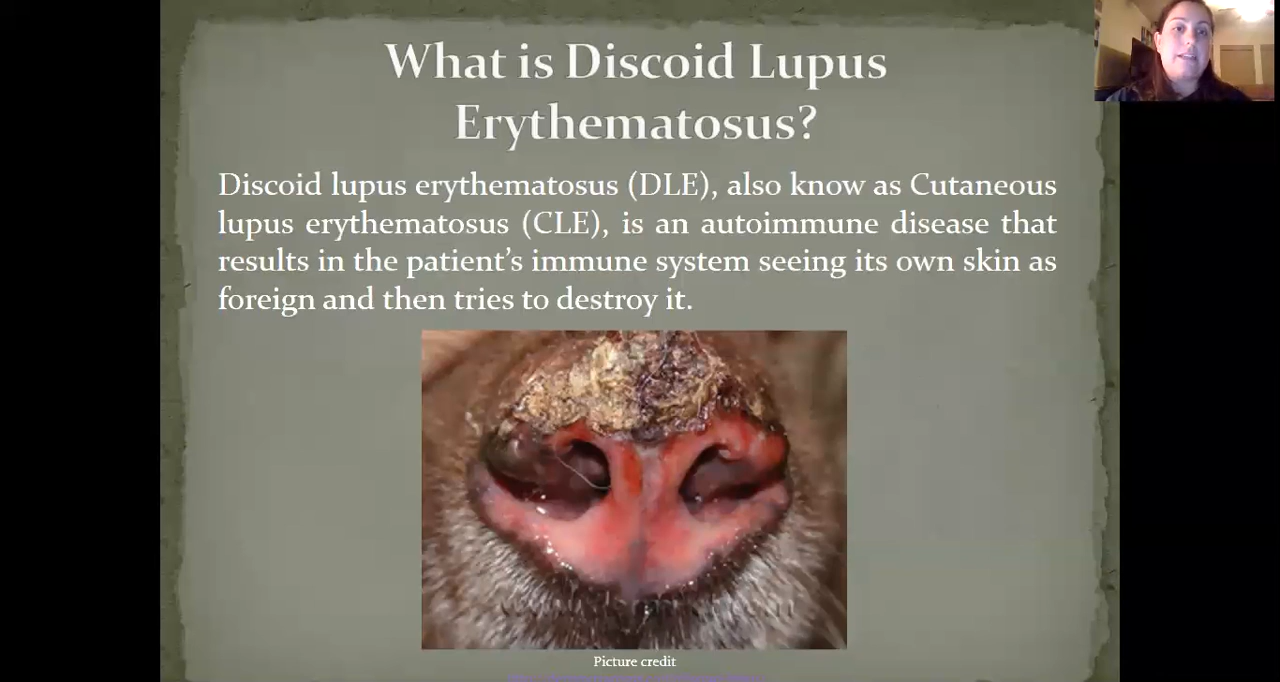 What is Discoid Lupus
Erythematosus?
Discoid lupus erythematosus (DLE), also know as Cutaneous
lupus erythematosus (CLE), is an autoimmune disease that
results in the patient's immune system seeing its own skin as
foreign and then tries to destroy it.
Picture credit